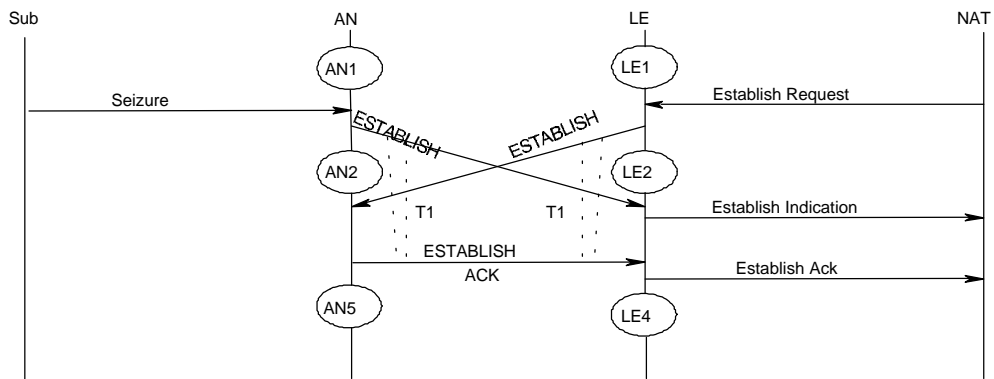 Sub
AN
LE
NAT
AN1
LE1
Seizure
Establish Request
ESTABLISH
ESTABLISH
AN2
LE2
T1
T1
Establish Indication
ESTABLISH
ACK
Establish Ack
AN5
LE4